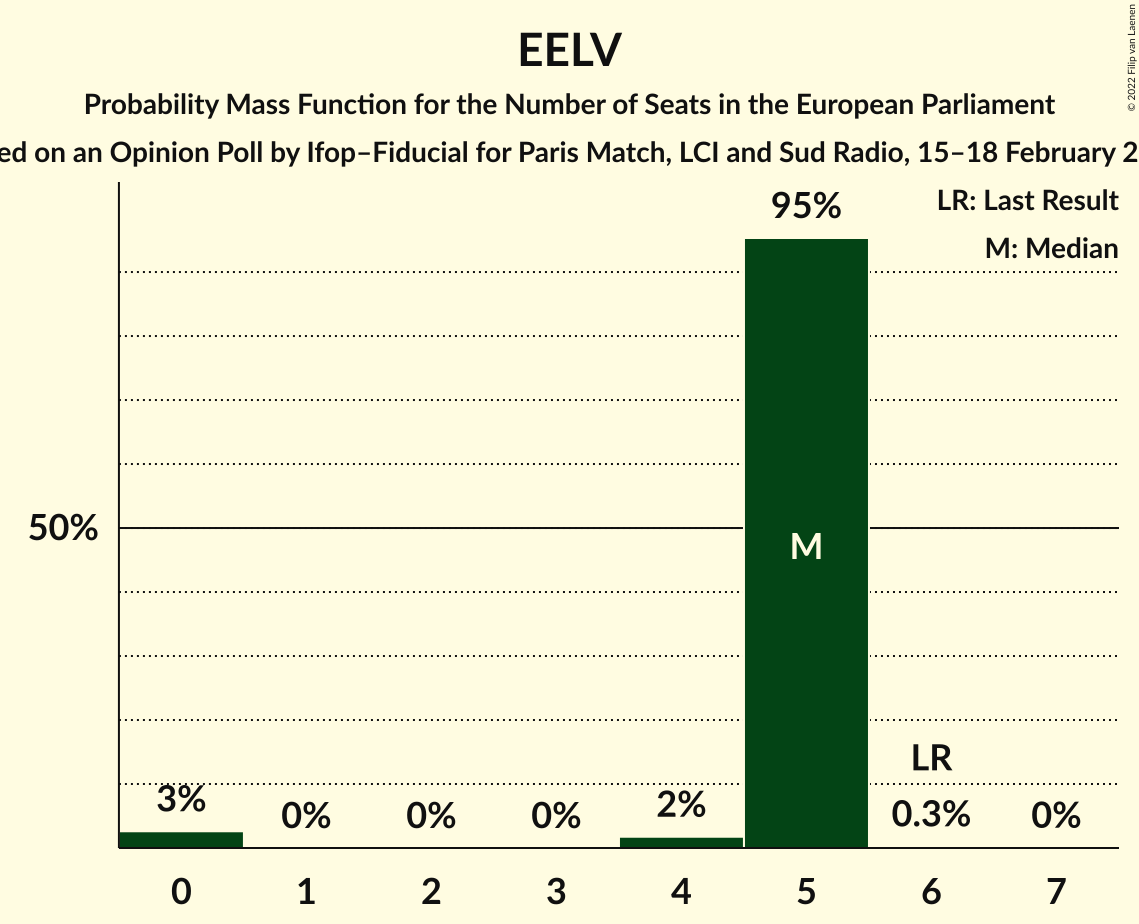 EELV
Probability Mass Function for the Number of Seats in the European Parliament
on an Opinion Poll by Ifop–Fiducial for Paris Match, LCI and Sud Radio, 15–18 February
© 2022 Filip van Laenen
LR: Last Result
M: Median
95%
50%
M
LR
3%
0%
0%
0%
2%
0.3%
0%
0
1
2
3
4
5
6
7